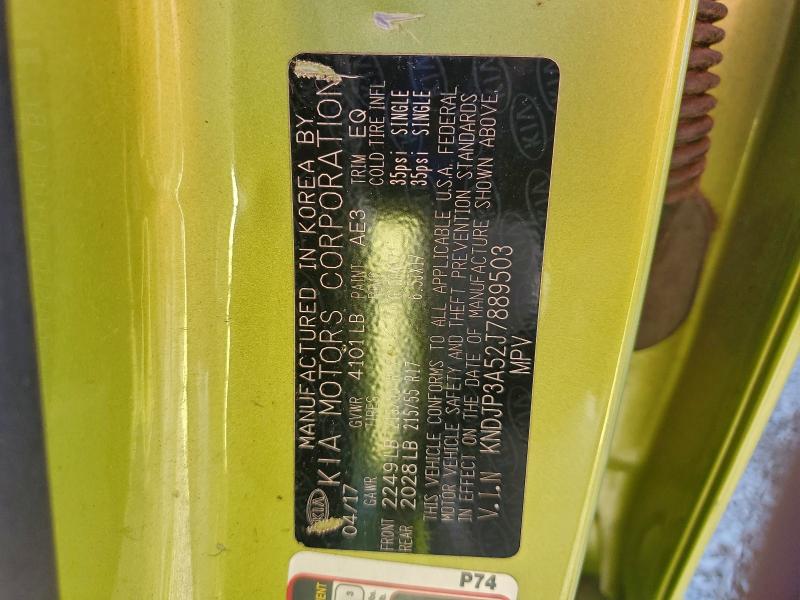 KIA
MANUFACTURED IN KOREA BY
KIA MOTORS CORPORATION
04/17 GVWR 4101LB PAINT AE3 TRIM EQ
GAWR TIRES COLD TIRE INFL
FRONT 2249LB 35psi SINGLE
REAR 2028LB 215/55 R17 35psi SINGLE
THIS VEHICLE CONFORMS TO ALL APPLICABLE U.S.A. FEDERAL
MOTOR VEHICLE SAFETY AND THEFT PREVENTION STANDARDS
IN EFFECT ON THE DATE OF MANUFACTURE SHOWN ABOVE.
V.I.N KNDJP3A52J7889503
MPV
P74